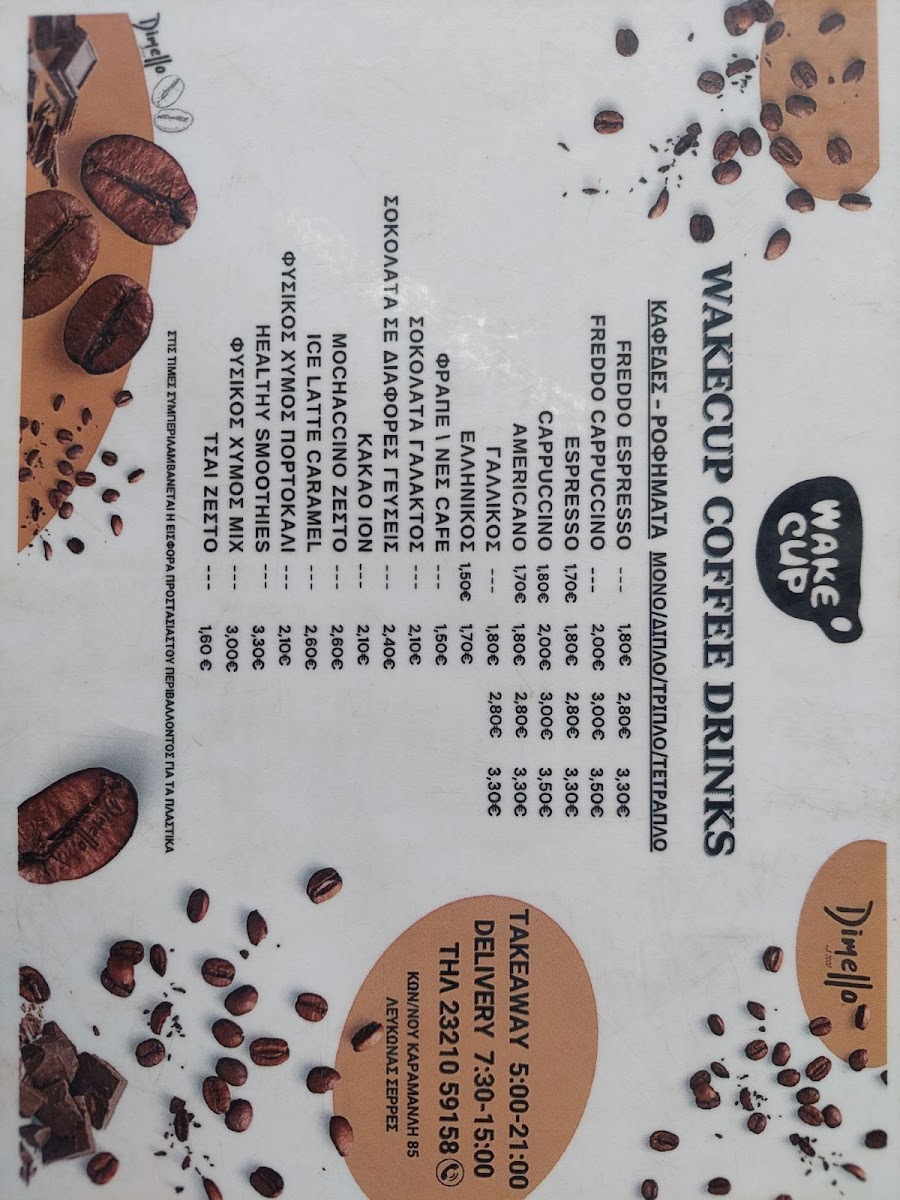 Dimello
WAKE
CUP
Dimello
WAKECUP COFFEE DRINKS
ΚΑΦΕΔΕΣ – ΡΟΦΗΜΑΤΑ ΜΟΝΟ/ΔΙΠΛΟ/ΤΡΙΠΛΟ/ΤΕΤΡΑΠΛΟ
FREDDO ESPRESSO --- 1,80€ 2,80€ 3,30€
FREDDO CAPPUCCINO --- 2,00€ 3,00€ 3,50€
ESPRESSO 1,70€ 1,80€ 2,80€ 3,30€
CAPPUCCINO 1,80€ 2,00€ 3,00€ 3,50€
AMERICANO 1,70€ 1,80€ 2,80€ 3,30€
ΓΑΛΛΙΚΟΣ --- 1,80€ 2,80€ 3,30€
ΕΛΛΗΝΙΚΟΣ 1,50€ 1,70€
ΦΡΑΠΕ \ ΝΕΣ CAFE --- 1,50€
ΣΟΚΟΛΑΤΑ ΓΑΛΑΚΤΟΣ --- 2,10€
ΣΟΚΟΛΑΤΑ ΣΕ ΔΙΑΦΟΡΕΣ ΓΕΥΣΕΙΣ --- 2,40€
ΚΑΚΑΟ ΙΟΝ --- 2,10€
MOCHACCINO ΖΕΣΤΟ --- 2,60€
ICE LATTE CARAMEL --- 2,60€
ΦΥΣΙΚΟΣ ΧΥΜΟΣ ΠΟΡΤΟΚΑΛΙ --- 2,10€
HEALTHY SMOOTHIES --- 3,30€
ΦΥΣΙΚΟΣ ΧΥΜΟΣ MIX --- 3,00€
ΤΣΑΙ ΖΕΣΤΟ --- 1,60 €
ΣΤΙΣ ΤΙΜΕΣ ΣΥΜΠΕΡΙΛΑΜΒΑΝΕΤΑΙ Η ΕΙΣΦΟΡΑ ΠΡΟΣΤΑΣΙΑΣΤΟΥ ΠΕΡΙΒΑΛΛΟΝΤΟΣ ΓΙΑ ΤΑ ΠΛΑΣΤΙΚΑ
TAKEAWAY 5:00-21:00
DELIVERY 7:30-15:00
ΤΗΛ 23210 59158
ΚΩΝ/ΝΟΥ ΚΑΡΑΜΑΝΛΗ 85
ΛΕΥΚΩΝΑΣ ΣΕΡΡΕΣ
Dimello